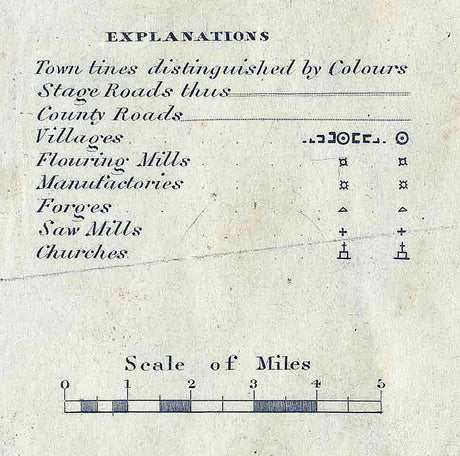 EXPLANATIONS
Town lines distinguished by Colours
Stage Roads thus
County Roads
Villages
Flouring Mills
Manufactories
Forges
Saw Mills
Churches
Scale of Miles
0 1 2 3 4 5